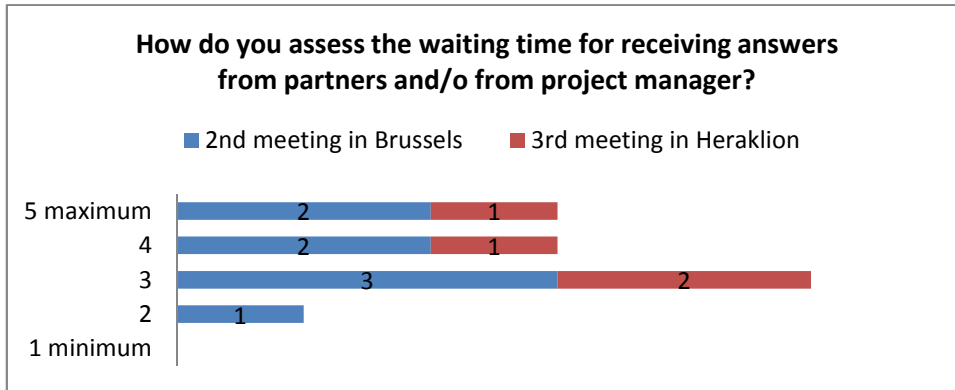 How do you assess the waiting time for receiving answers
from partners and/o from project manager?
2nd meeting in Brussels 3rd meeting in Heraklion
5 maximum 2 1
4 2 1
3 3 2
2 1
1 minimum